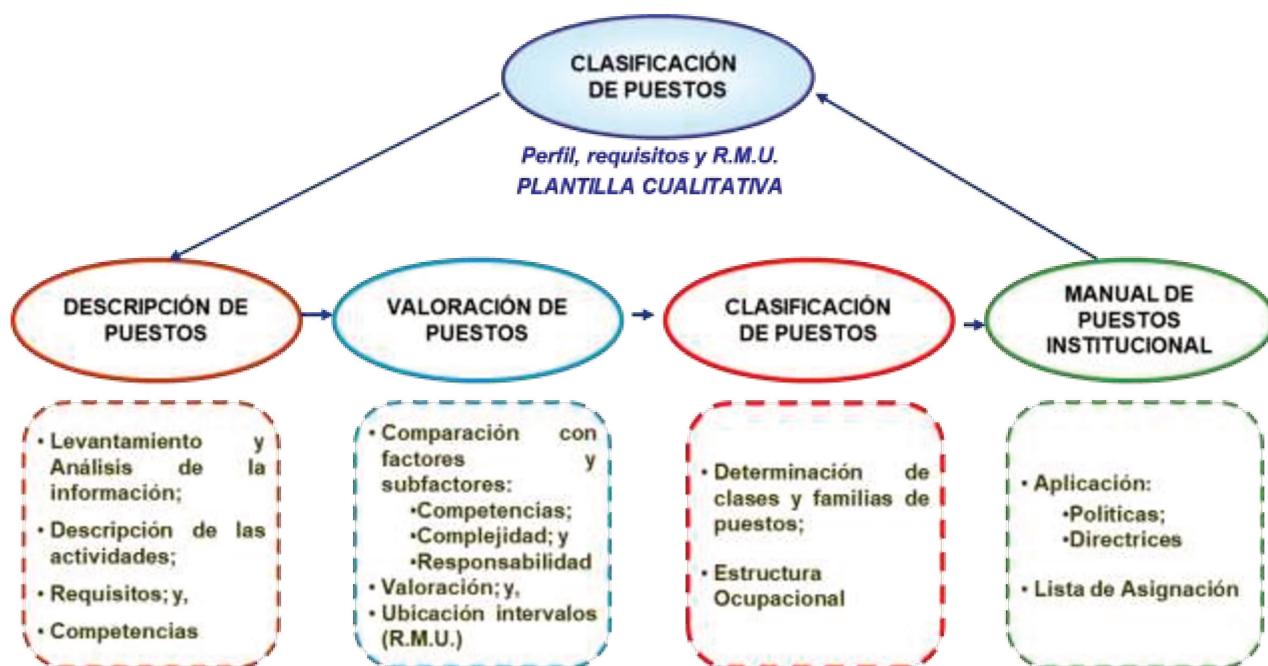 CLASIFICACIÓN
DE PUESTOS
Perfil, requisitos y R.M.U.
PLANTILLA CUALITATIVA
DESCRIPCIÓN DE
PUESTOS
VALORACIÓN DE
PUESTOS
CLASIFICACIÓN
DE PUESTOS
MANUAL DE
PUESTOS
INSTITUCIONAL
• Levantamiento y
Análisis de la
información;
• Descripción de las
actividades;
• Requisitos; y,
• Competencias
• Comparación con
factores y
subfactores:
•Competencias;
•Complejidad; y
•Responsabilidad
• Valoración; y,
• Ubicación intervalos
(R.M.U.)
• Determinación de
clases y familias de
puestos;
• Estructura
Ocupacional
• Aplicación:
•Políticas;
•Directrices
• Lista de Asignación